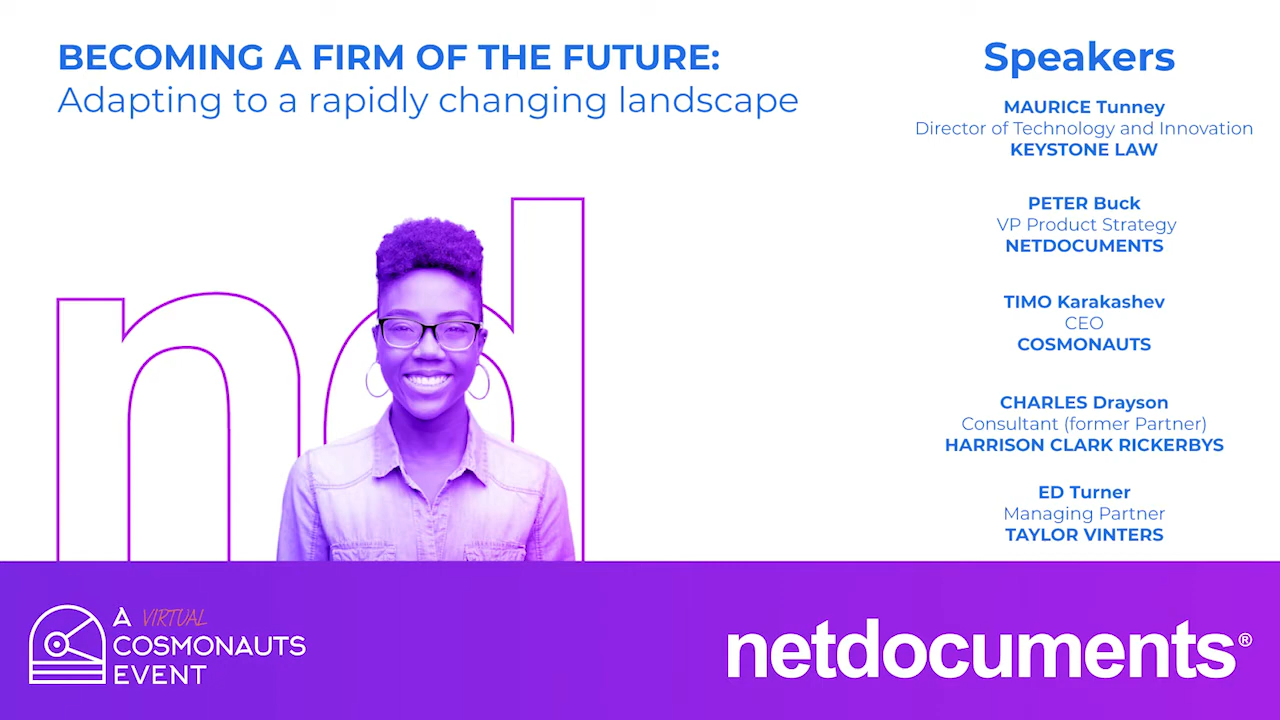 BECOMING A FIRM OF THE FUTURE:
Adapting to a rapidly changing landscape
Speakers
MAURICE Tunney
Director of Technology and Innovation
KEYSTONE LAW
PETER Buck
VP Product Strategy
NETDOCUMENTS
TIMO Karakashev
CEO
COSMONAUTS
CHARLES Drayson
Consultant (former Partner)
HARRISON CLARK RICKERBYS
ED Turner
Managing Partner
TAYLOR VINTERS
nd
A VIRTUAL
COSMONAUTS
EVENT
netdocuments®